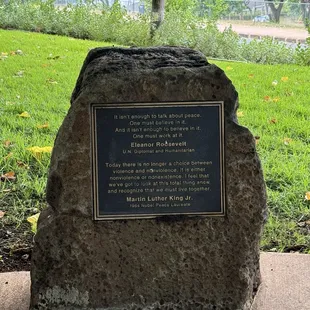 It isn't enough to talk about peace.
One must believe in it.
And it isn't enough to believe in it.
One must work at it.
Eleanor Roosevelt
U.N. Diplomat and Humanitarian
Today there is no longer a choice between
violence and nonviolence. It is either
nonviolence or nonexistence. I feel that
we've got to look at this total thing anew
and recognize that we must live together.
Martin Luther King Jr.
1964 Nobel Peace Laureate